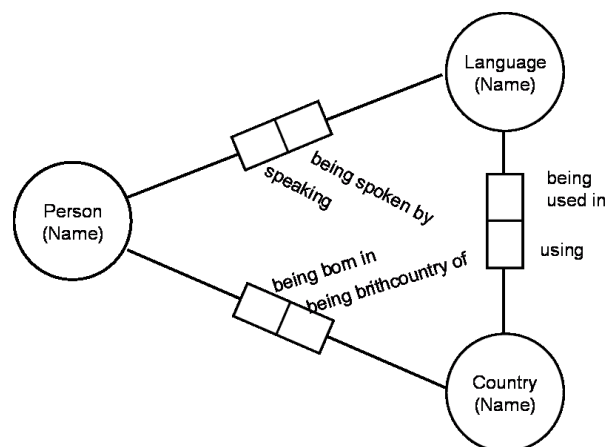 Language
(Name)
being spoken by
speaking
being
used in
Person
(Name)
using
being born in
being brithcountry of
Country
(Name)